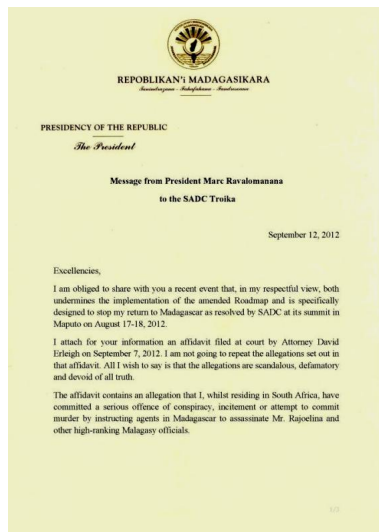 REPOBLIKAN'i MADAGASIKARA
PRESIDENCY OF THE REPUBLIC
The President
Message from President Marc Ravalomanana
to the SADC Troika
September 12, 2012
Excellencies,
I am obliged to share with you a recent event that, in my respectful view, both
undermines the implementation of the amended Roadmap and is specifically
designed to stop my return to Madagascar as resolved by SADC at its summit in
Maputo on August 17-18, 2012.
I attach for your information an affidavit filed at court by Attorney David
Erleigh on September 7, 2012. I am not going to repeat the allegations set out in
that affidavit. All I wish to say is that the allegations are scandalous, defamatory
and devoid of all truth.
The affidavit contains an allegation that I, whilst residing in South Africa, have
committed a serious offence of conspiracy, incitement or attempt to commit
murder by instructing agents in Madagascar to assassinate Mr. Rajoelina and
other high-ranking Malagasy officials.